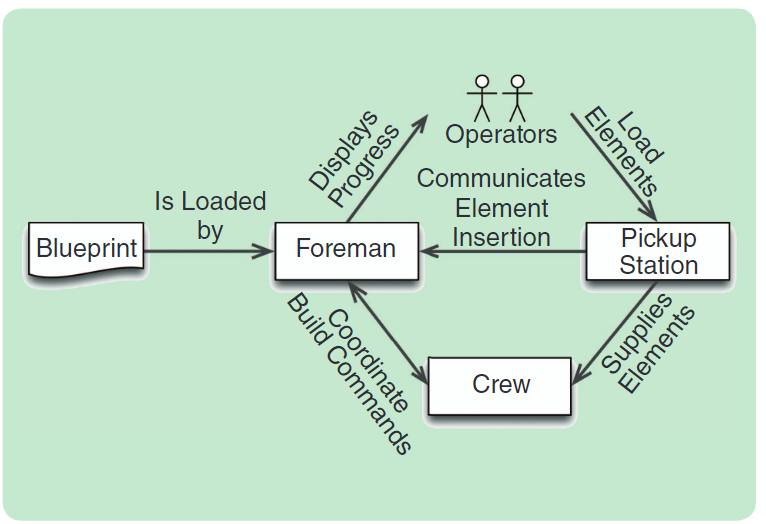 Displays
Progress
Operators
Load
Elements
Is Loaded
by
Communicates
Element
Insertion
Blueprint
Foreman
Pickup
Station
Coordinate
Build Commands
Supplies
Elements
Crew